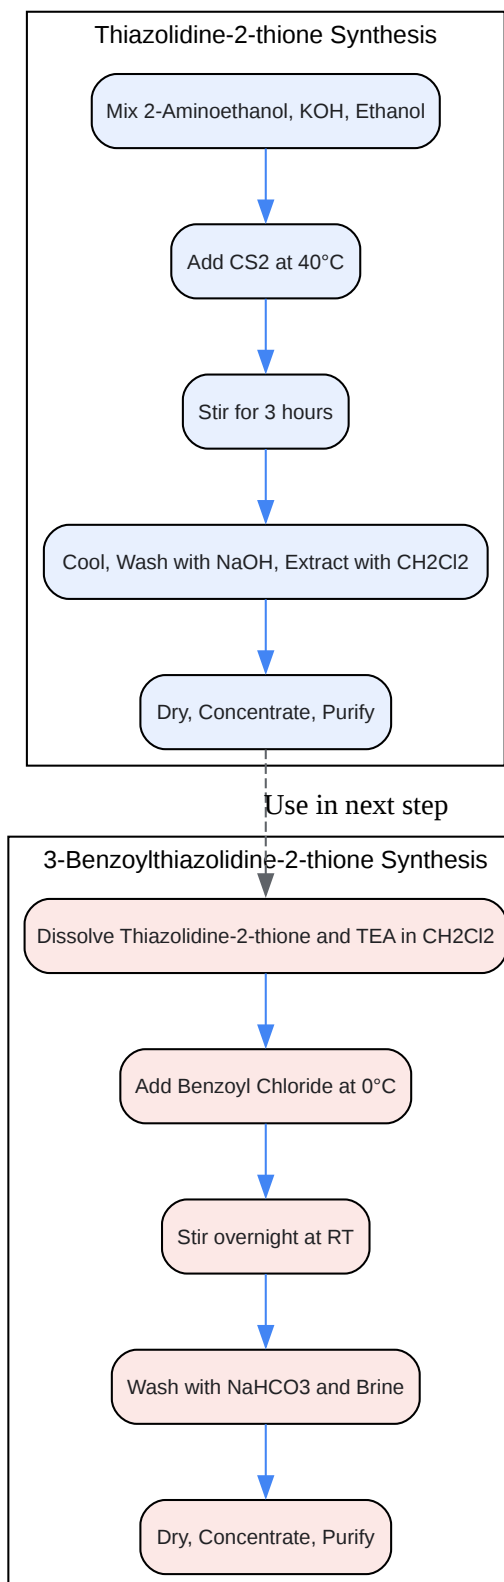 Thiazolidine-2-thione Synthesis
Mix 2-Aminoethanol, KOH, Ethanol
Add CS2 at 40°C
Stir for 3 hours
Cool, Wash with NaOH, Extract with CH2Cl2
Dry, Concentrate, Purify
Use in next step
3-Benzoylthiazolidine-2-thione Synthesis
Dissolve Thiazolidine-2-thione and TEA in CH2Cl2
Add Benzoyl Chloride at 0°C
Stir overnight at RT
Wash with NaHCO3 and Brine
Dry, Concentrate, Purify